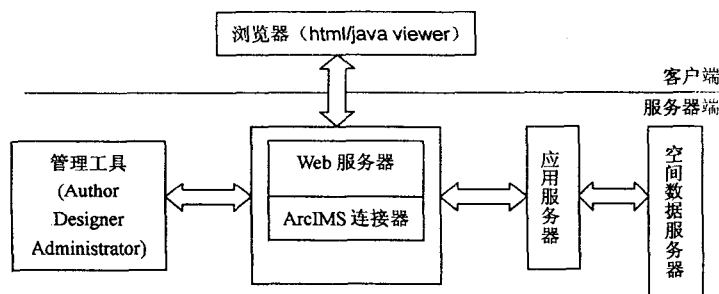 浏览器（html/java viewer）
客户端
服务器端
管理工具
(Author
Designer
Administrator)
Web 服务器
ArcIMS 连接器
应用服务器
空间数据服务器